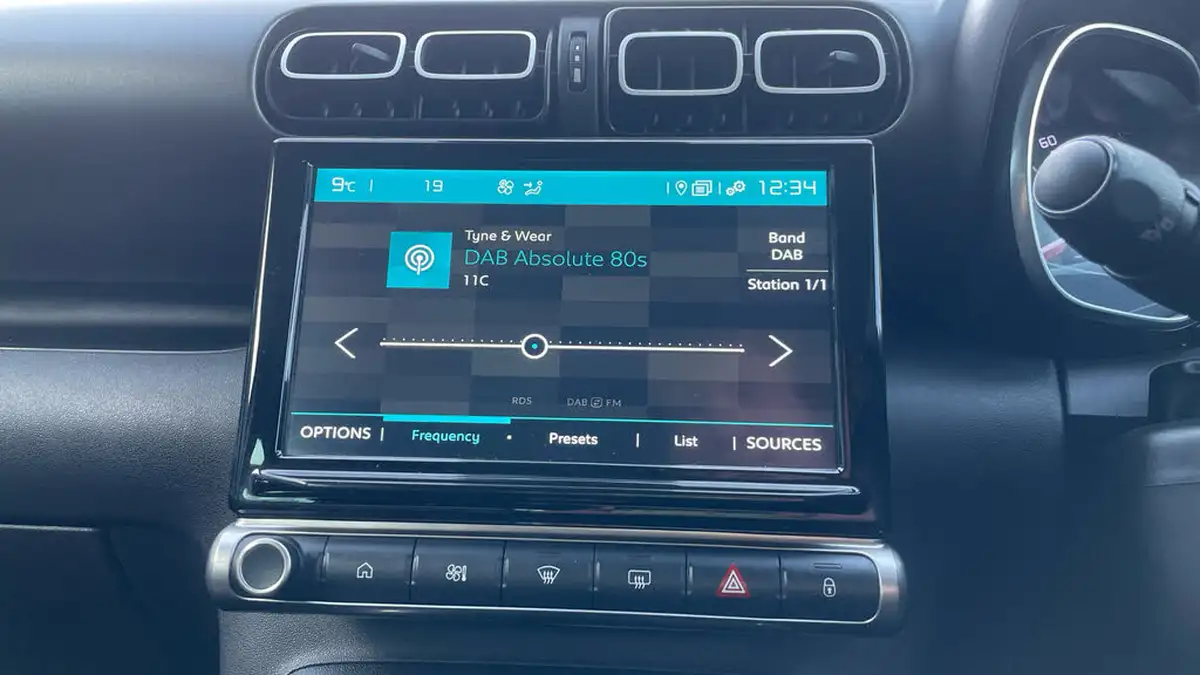 9°C | 19 12:34
Tyne & Wear
DAB Absolute 80s
11C
Band
DAB
Station 1/1
RDS DAB FM
OPTIONS | Frequency • Presets | List | SOURCES
60